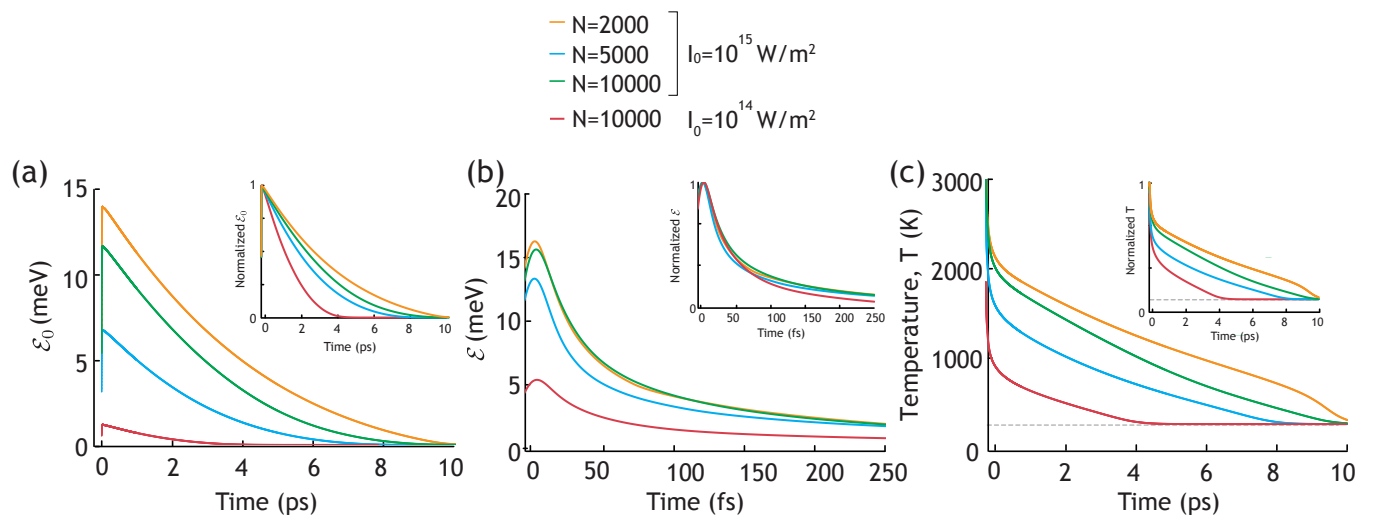 N=2000
N=5000
N=10000
I₀=10¹⁵ W/m²
N=10000 I₀=10¹⁴ W/m²
(a)
15
10
5
0
ℰ₀ (meV)
0 2 4 6 8 10
Time (ps)
1
Normalized ℰ₀
0
0 2 4 6 8 10
Time (ps)
(b)
20
15
10
5
0
ℰ (meV)
0 50 100 150 200 250
Time (fs)
1
Normalized ℰ
0
0 50 100 150 200 250
Time (fs)
(c)
3000
2000
1000
0
Temperature, T (K)
0 2 4 6 8 10
Time (ps)
1
Normalized T
0
0 2 4 6 8 10
Time (ps)